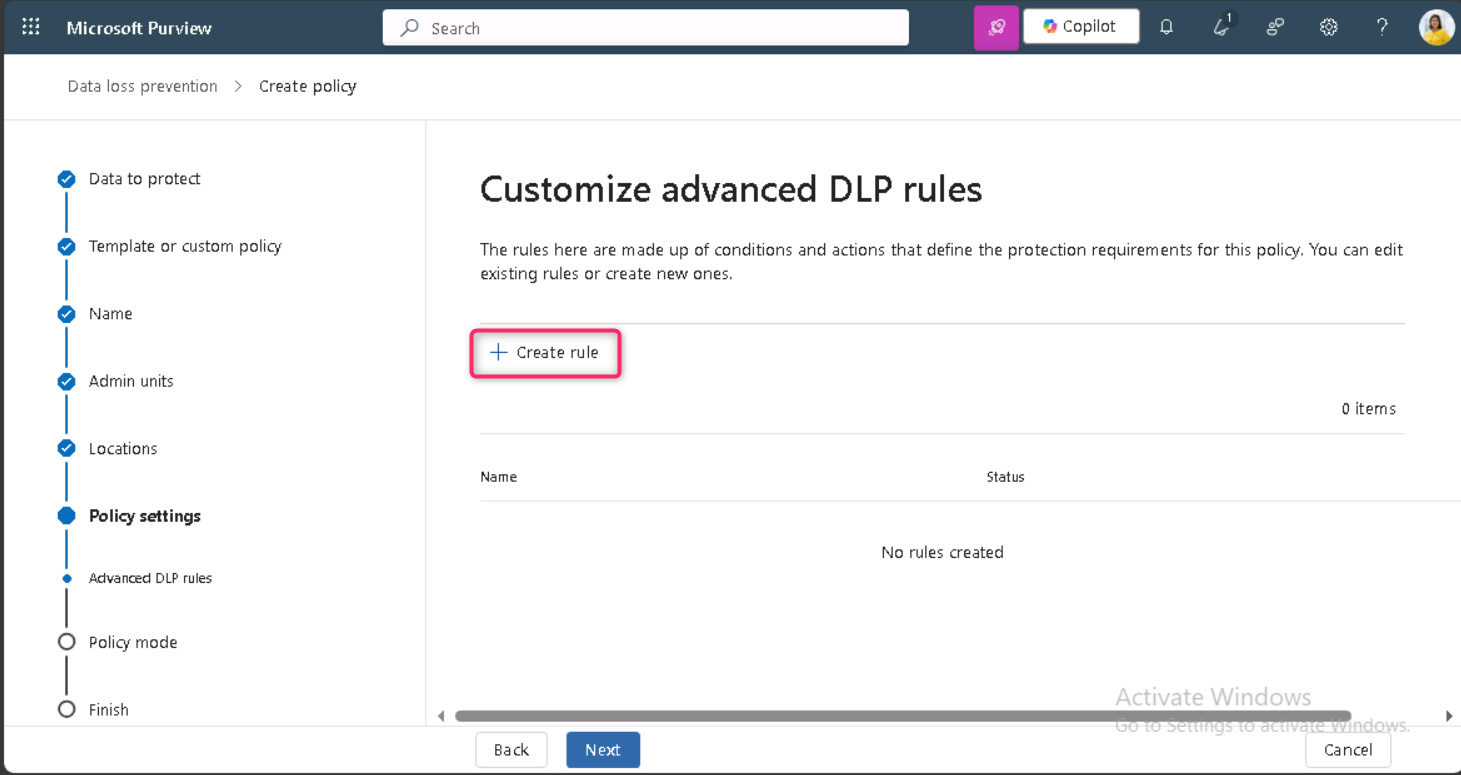 Microsoft Purview
Search
Copilot
1
Data loss prevention > Create policy
Data to protect
Template or custom policy
Name
Admin units
Locations
Policy settings
Advanced DLP rules
Policy mode
Finish
Customize advanced DLP rules
The rules here are made up of conditions and actions that define the protection requirements for this policy. You can edit
existing rules or create new ones.
+ Create rule
0 items
Name Status
No rules created
Activate Windows
Go to Settings to activate Windows.
Back Next Cancel